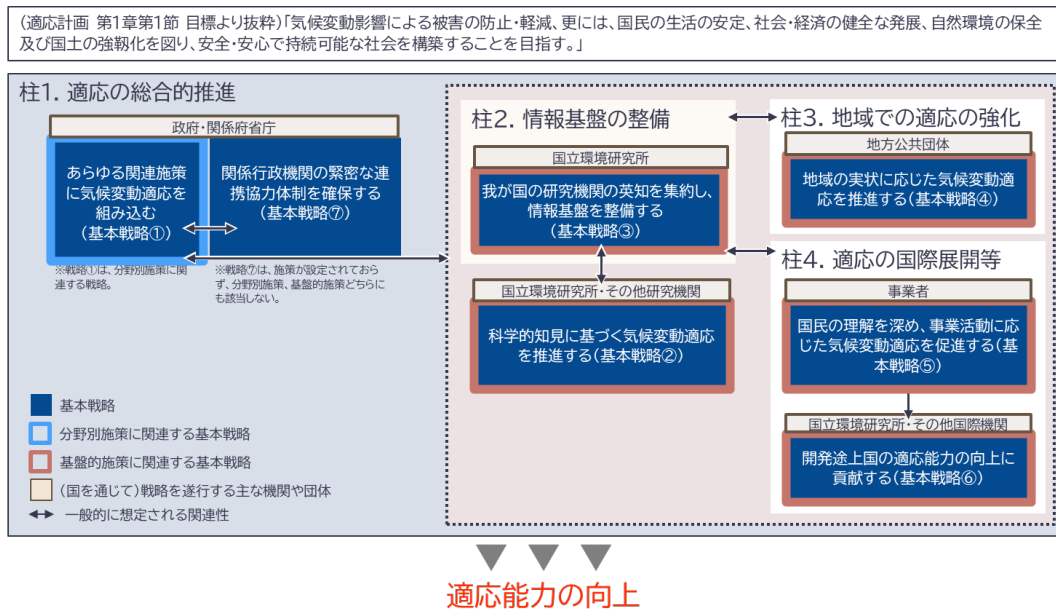 (適応計画 第1章第1節 目標より抜粋)「気候変動影響による被害の防止・軽減、更には、国民の生活の安定、社会・経済の健全な発展、自然環境の保全
及び国土の強靱化を図り、安全・安心で持続可能な社会を構築することを目指す。」
柱1. 適応の総合的推進
政府・関係府省庁
あらゆる関連施策
に気候変動適応を
組み込む
(基本戦略①)
関係行政機関の緊密な連
携協力体制を確保する
(基本戦略⑦)
※戦略①は、分野別施策に関
連する戦略。
※戦略⑦は、施策が設定されておら
ず、分野別施策、基盤的施策どちらに
も該当しない。
柱2. 情報基盤の整備
国立環境研究所
我が国の研究機関の英知を集約し、
情報基盤を整備する
(基本戦略③)
国立環境研究所・その他研究機関
科学的知見に基づく気候変動適応
を推進する(基本戦略②)
柱3. 地域での適応の強化
地方公共団体
地域の実状に応じた気候変動適
応を推進する(基本戦略④)
柱4. 適応の国際展開等
事業者
国民の理解を深め、事業活動に応
じた気候変動適応を促進する(基
本戦略⑤)
国立環境研究所・その他国際機関
開発途上国の適応能力の向上に
貢献する(基本戦略⑥)
基本戦略
分野別施策に関連する基本戦略
基盤的施策に関連する基本戦略
(国を通じて)戦略を遂行する主な機関や団体
一般的に想定される関連性
適応能力の向上